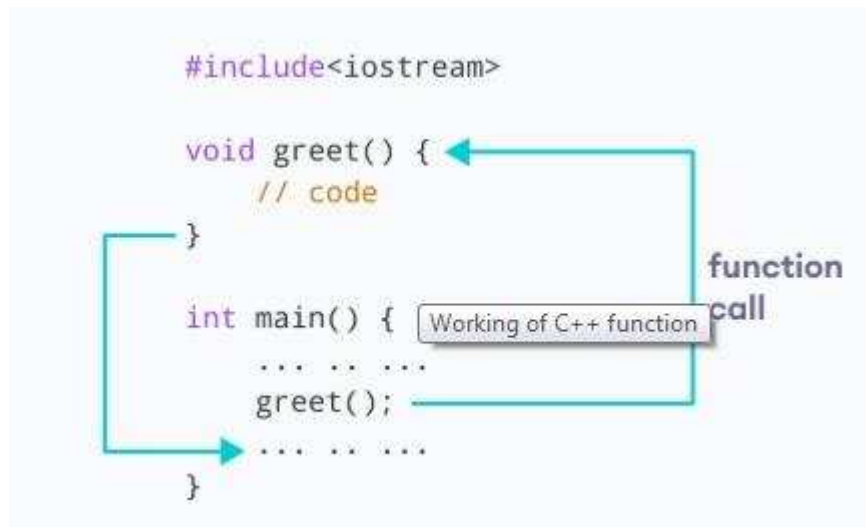 #include<iostream>
void greet() {
// code
}
function
call
int main() {
Working of C++ function
... .. ...
greet();
... .. ...
}